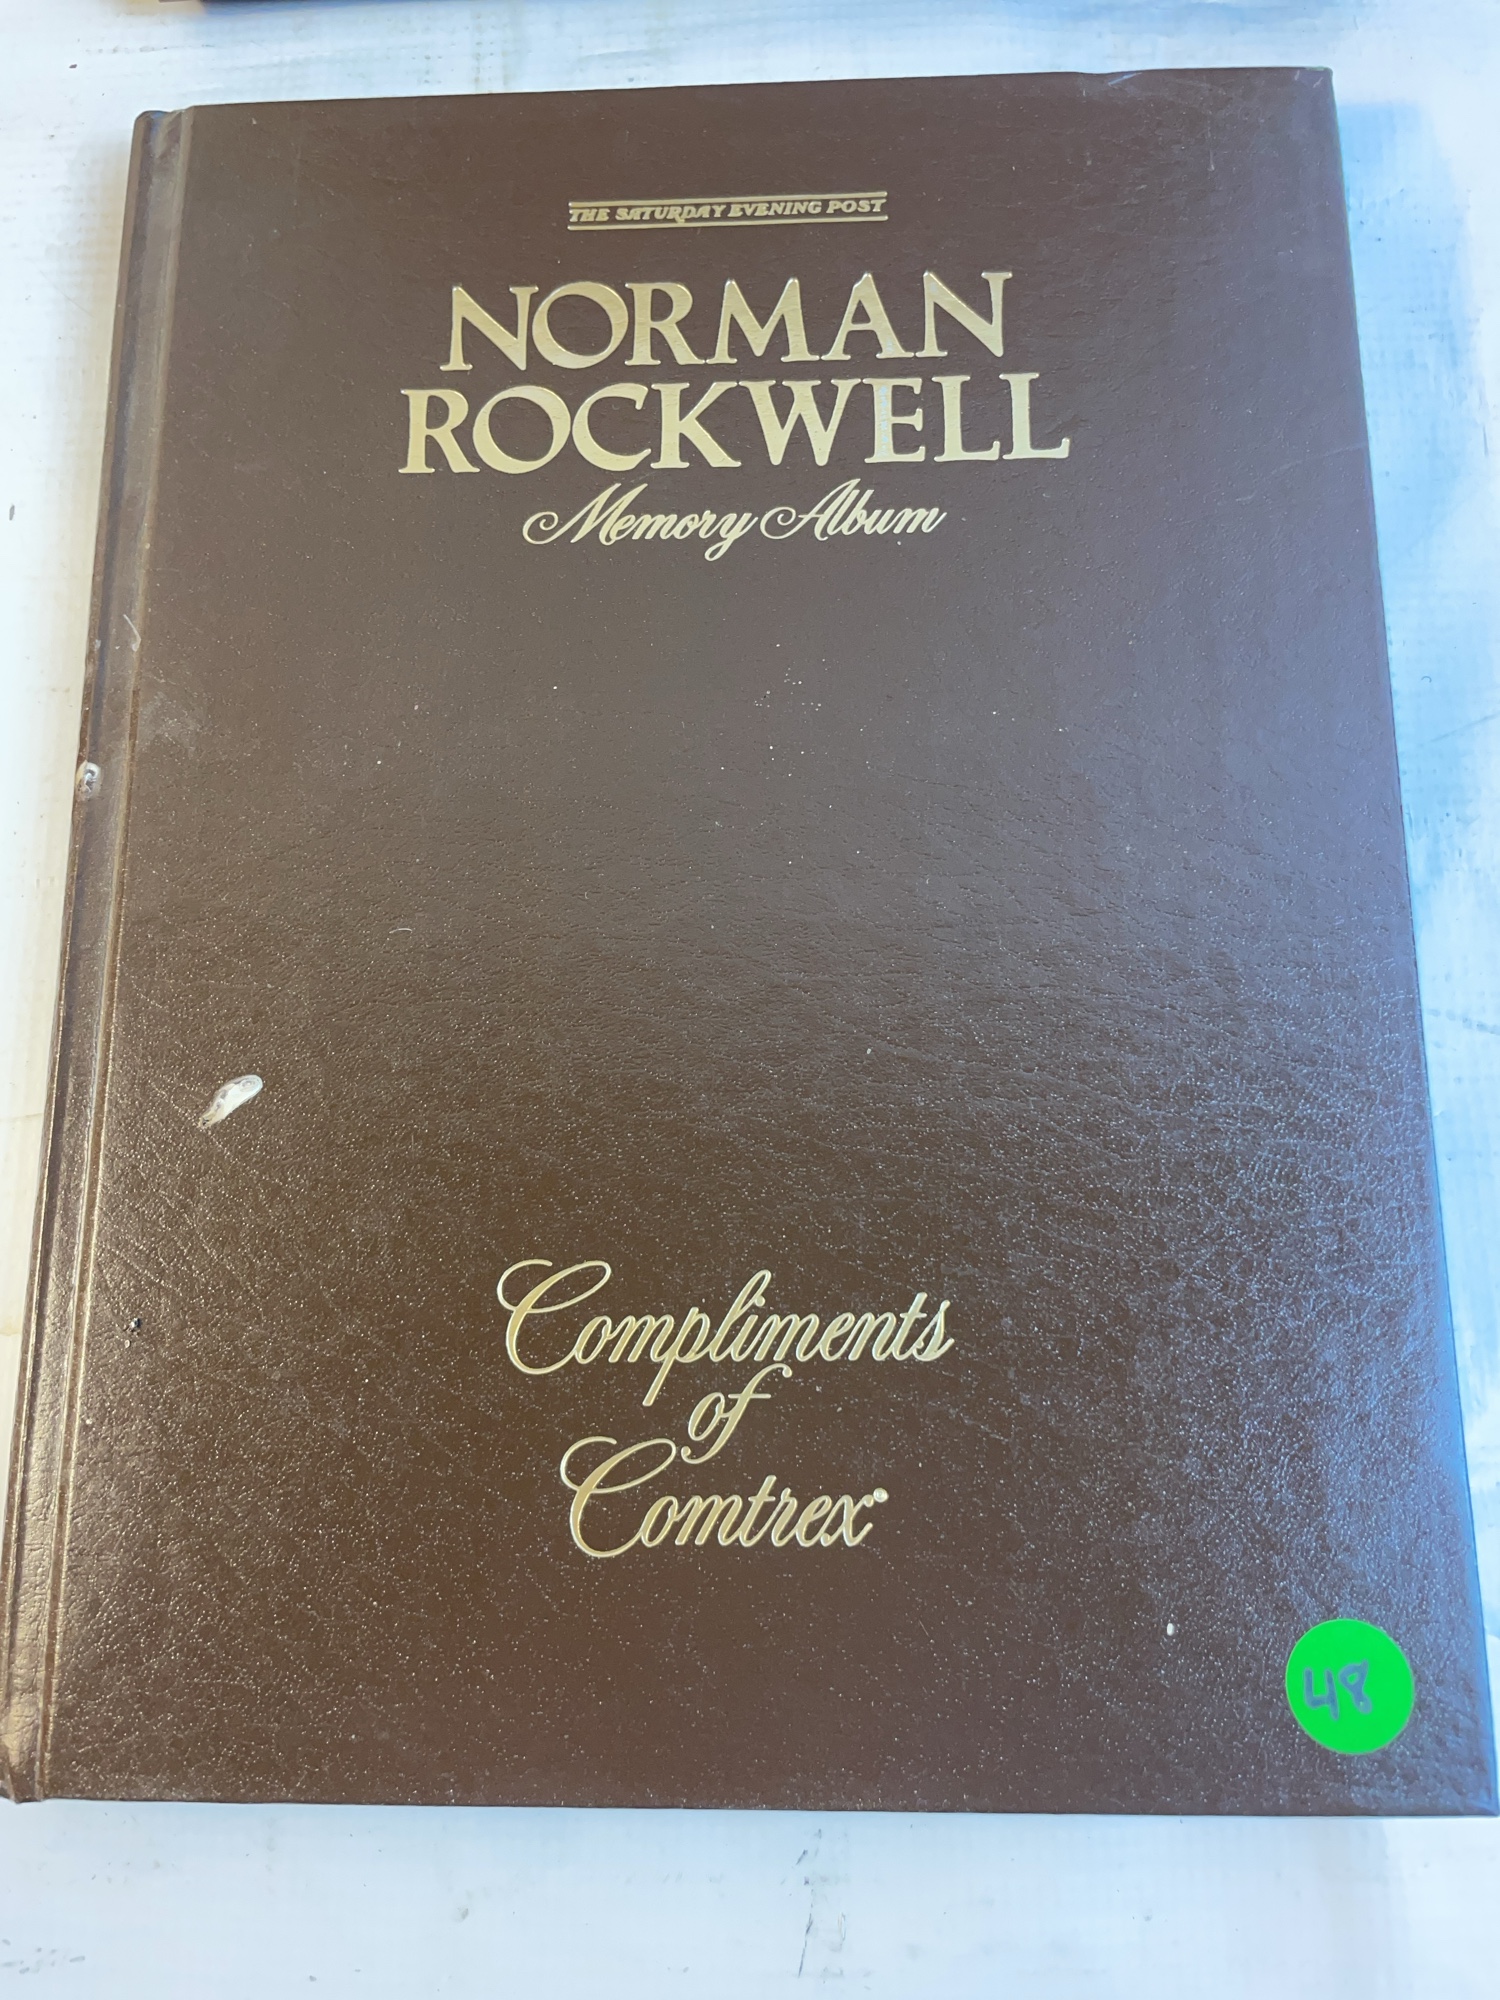 THE SATURDAY EVENING POST
NORMAN
ROCKWELL
Memory Album
Compliments
of
Comtrex®
48